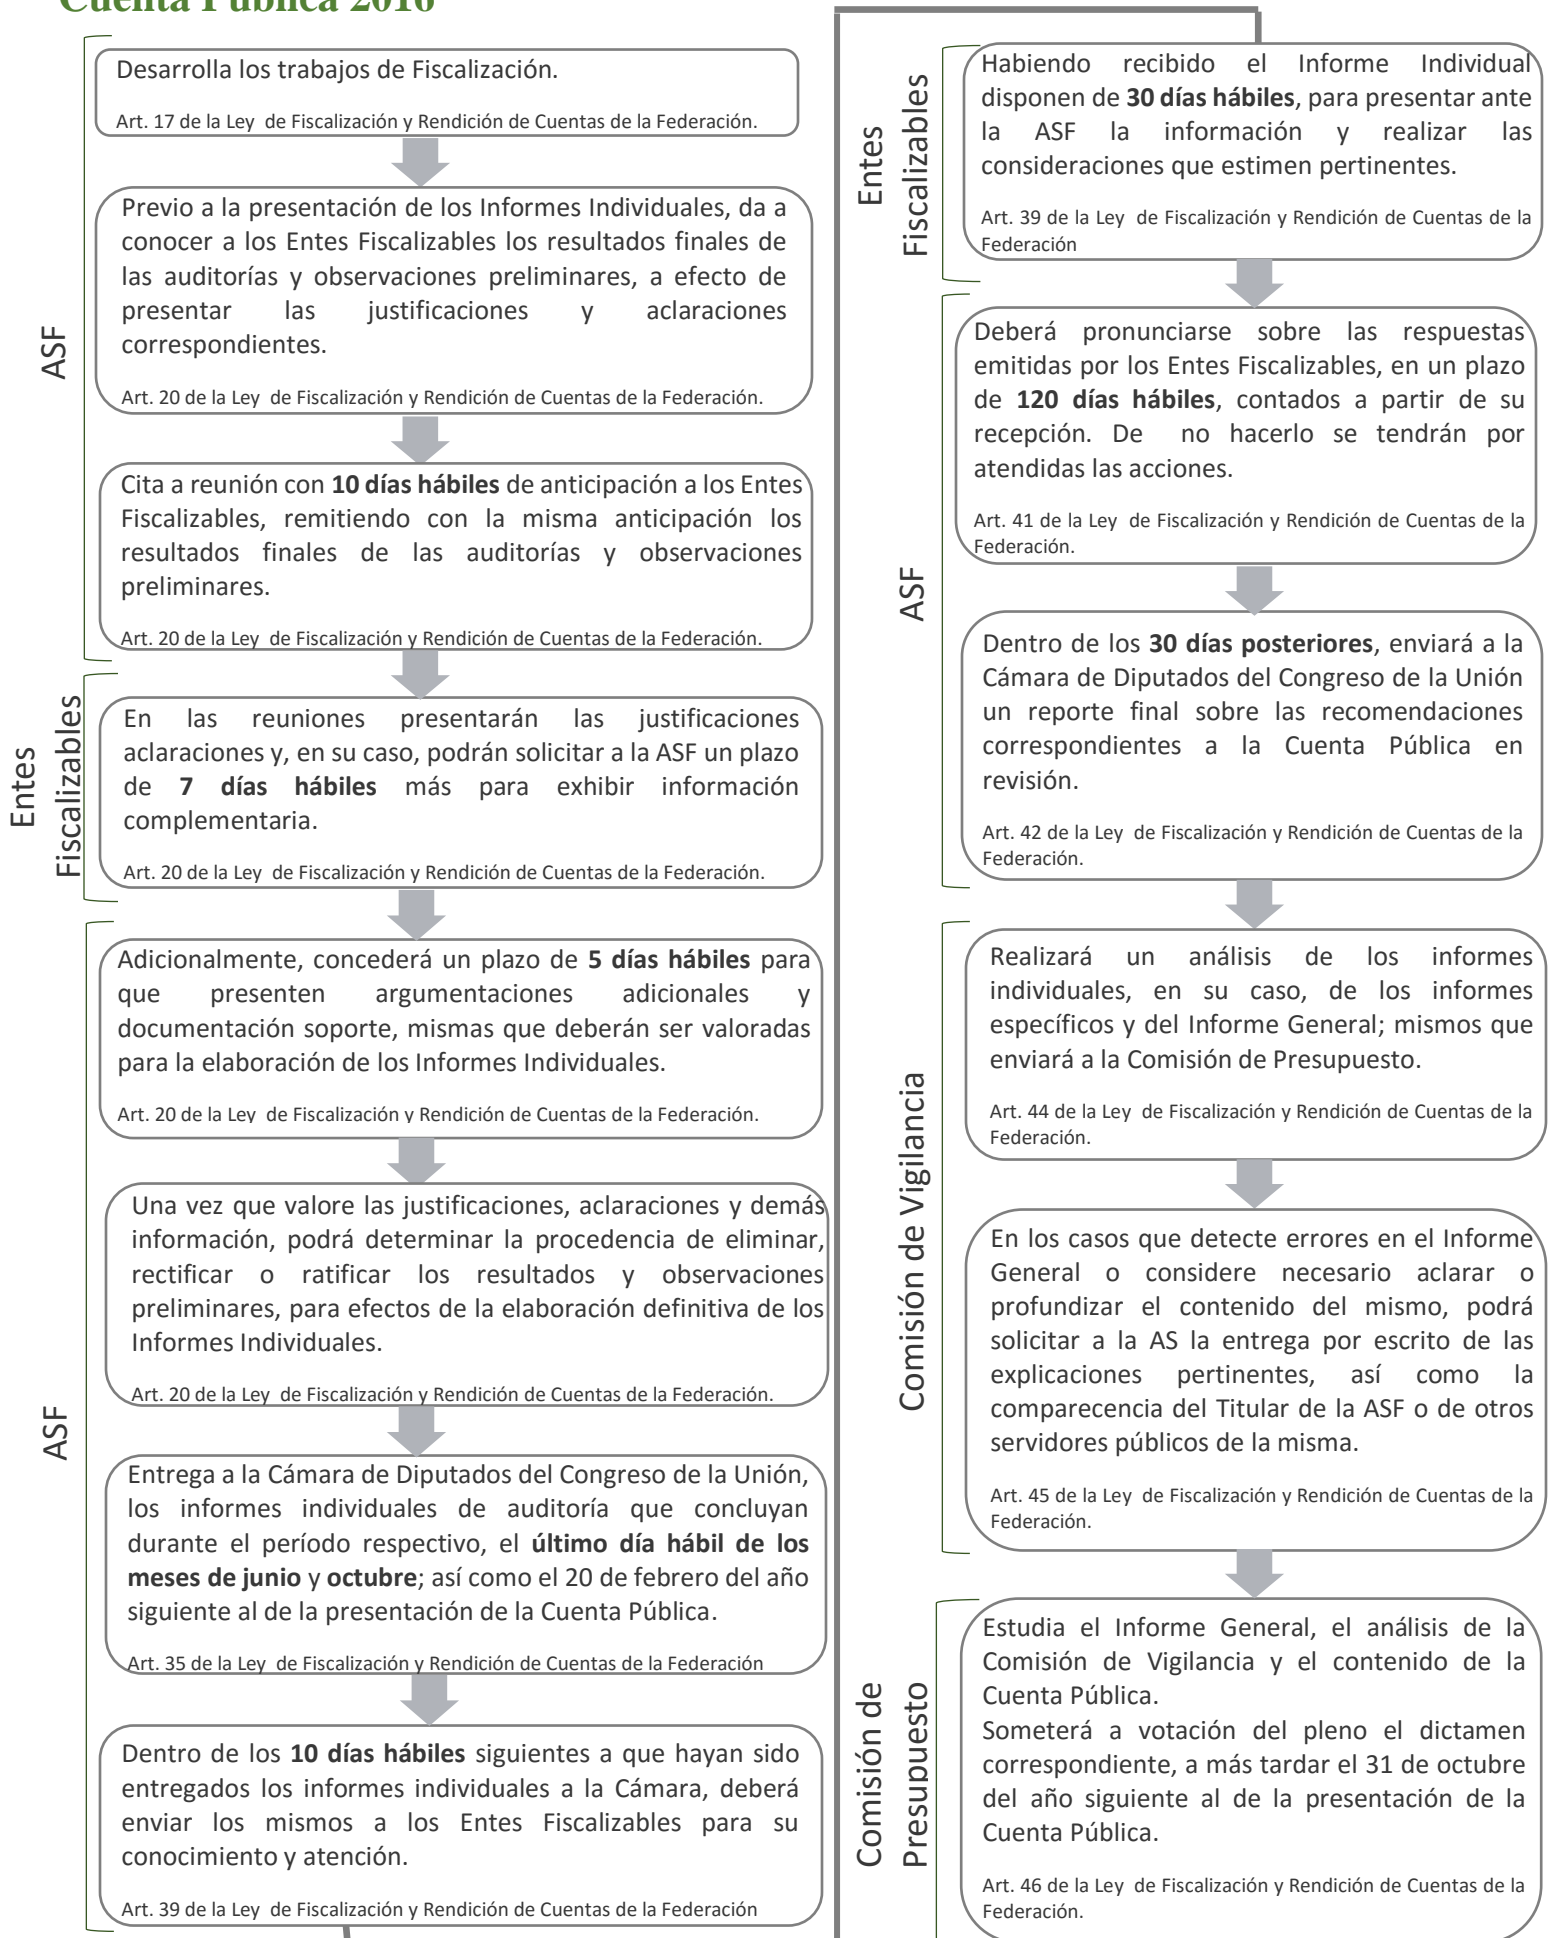 Cuenta Pública 2016
ASF
Desarrolla los trabajos de Fiscalización.
Art. 17 de la Ley de Fiscalización y Rendición de Cuentas de la Federación.
Previo a la presentación de los Informes Individuales, da a
conocer a los Entes Fiscalizables los resultados finales de
las auditorías y observaciones preliminares, a efecto de
presentar las justificaciones y aclaraciones
correspondientes.
Art. 20 de la Ley de Fiscalización y Rendición de Cuentas de la Federación.
Cita a reunión con 10 días hábiles de anticipación a los Entes
Fiscalizables, remitiendo con la misma anticipación los
resultados finales de las auditorías y observaciones
preliminares.
Art. 20 de la Ley de Fiscalización y Rendición de Cuentas de la Federación.
Entes
Fiscalizables
En las reuniones presentarán las justificaciones
aclaraciones y, en su caso, podrán solicitar a la ASF un plazo
de 7 días hábiles más para exhibir información
complementaria.
Art. 20 de la Ley de Fiscalización y Rendición de Cuentas de la Federación.
ASF
Adicionalmente, concederá un plazo de 5 días hábiles para
que presenten argumentaciones adicionales y
documentación soporte, mismas que deberán ser valoradas
para la elaboración de los Informes Individuales.
Art. 20 de la Ley de Fiscalización y Rendición de Cuentas de la Federación.
Una vez que valore las justificaciones, aclaraciones y demás
información, podrá determinar la procedencia de eliminar,
rectificar o ratificar los resultados y observaciones
preliminares, para efectos de la elaboración definitiva de los
Informes Individuales.
Art. 20 de la Ley de Fiscalización y Rendición de Cuentas de la Federación.
Entrega a la Cámara de Diputados del Congreso de la Unión,
los informes individuales de auditoría que concluyan
durante el período respectivo, el último día hábil de los
meses de junio y octubre; así como el 20 de febrero del año
siguiente al de la presentación de la Cuenta Pública.
Art. 35 de la Ley de Fiscalización y Rendición de Cuentas de la Federación
Dentro de los 10 días hábiles siguientes a que hayan sido
entregados los informes individuales a la Cámara, deberá
enviar los mismos a los Entes Fiscalizables para su
conocimiento y atención.
Art. 39 de la Ley de Fiscalización y Rendición de Cuentas de la Federación
Entes
Fiscalizables
Habiendo recibido el Informe Individual
disponen de 30 días hábiles, para presentar ante
la ASF la información y realizar las
consideraciones que estimen pertinentes.
Art. 39 de la Ley de Fiscalización y Rendición de Cuentas de la
Federación
ASF
Deberá pronunciarse sobre las respuestas
emitidas por los Entes Fiscalizables, en un plazo
de 120 días hábiles, contados a partir de su
recepción. De no hacerlo se tendrán por
atendidas las acciones.
Art. 41 de la Ley de Fiscalización y Rendición de Cuentas de la
Federación.
Dentro de los 30 días posteriores, enviará a la
Cámara de Diputados del Congreso de la Unión
un reporte final sobre las recomendaciones
correspondientes a la Cuenta Pública en
revisión.
Art. 42 de la Ley de Fiscalización y Rendición de Cuentas de la
Federación.
Comisión de Vigilancia
Realizará un análisis de los informes
individuales, en su caso, de los informes
específicos y del Informe General; mismos que
enviará a la Comisión de Presupuesto.
Art. 44 de la Ley de Fiscalización y Rendición de Cuentas de la
Federación.
En los casos que detecte errores en el Informe
General o considere necesario aclarar o
profundizar el contenido del mismo, podrá
solicitar a la AS la entrega por escrito de las
explicaciones pertinentes, así como la
comparecencia del Titular de la ASF o de otros
servidores públicos de la misma.
Art. 45 de la Ley de Fiscalización y Rendición de Cuentas de la
Federación.
Comisión de
Presupuesto
Estudia el Informe General, el análisis de la
Comisión de Vigilancia y el contenido de la
Cuenta Pública.
Someterá a votación del pleno el dictamen
correspondiente, a más tardar el 31 de octubre
del año siguiente al de la presentación de la
Cuenta Pública.
Art. 46 de la Ley de Fiscalización y Rendición de Cuentas de la
Federación.